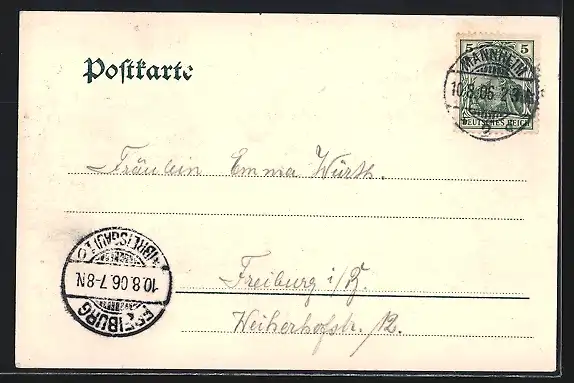 Postkarte
5 5
DEUTSCHES REICH
MANNHEIM
10.8.06.
Fräulein Emma Würth.
(BREISGAU)
10.8.06.7-8N.
FREIBURG
Freiburg i/B.
Weiherhofstr. 12.